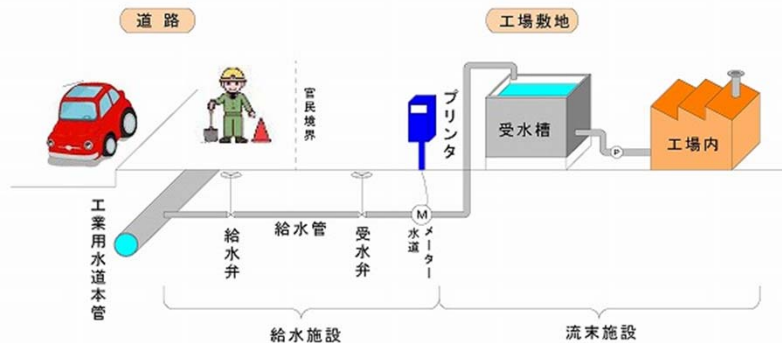 道路
工場敷地
官民境界
プリンタ
受水槽
工場内
P
工業用水道本管
給水弁
給水管
受水弁
M
水道
メーター
給水施設
流末施設